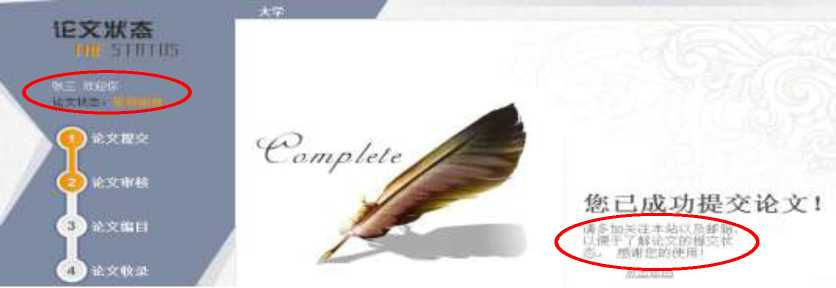 大学
论文状态
THE STATUS
张三 欢迎你
论文状态：
1 论文提交
2 论文审核
3 论文编目
4 论文收录
Complete
您已成功提交论文！
请多加关注本站以及邮箱，
以便于了解论文的提交状
态。 感谢您的使用！